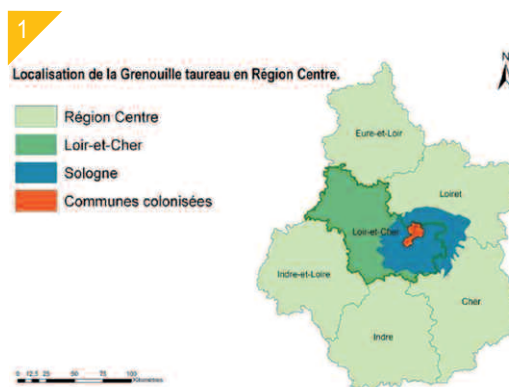 1
Localisation de la Grenouille taureau en Région Centre.
N
Région Centre
Loir-et-Cher
Sologne
Communes colonisées
Eure-et-Loir
Loiret
Loir-et-Cher
Indre-et-Loire
Cher
Indre
0 12,5 25 50 75 100
Kilomètres